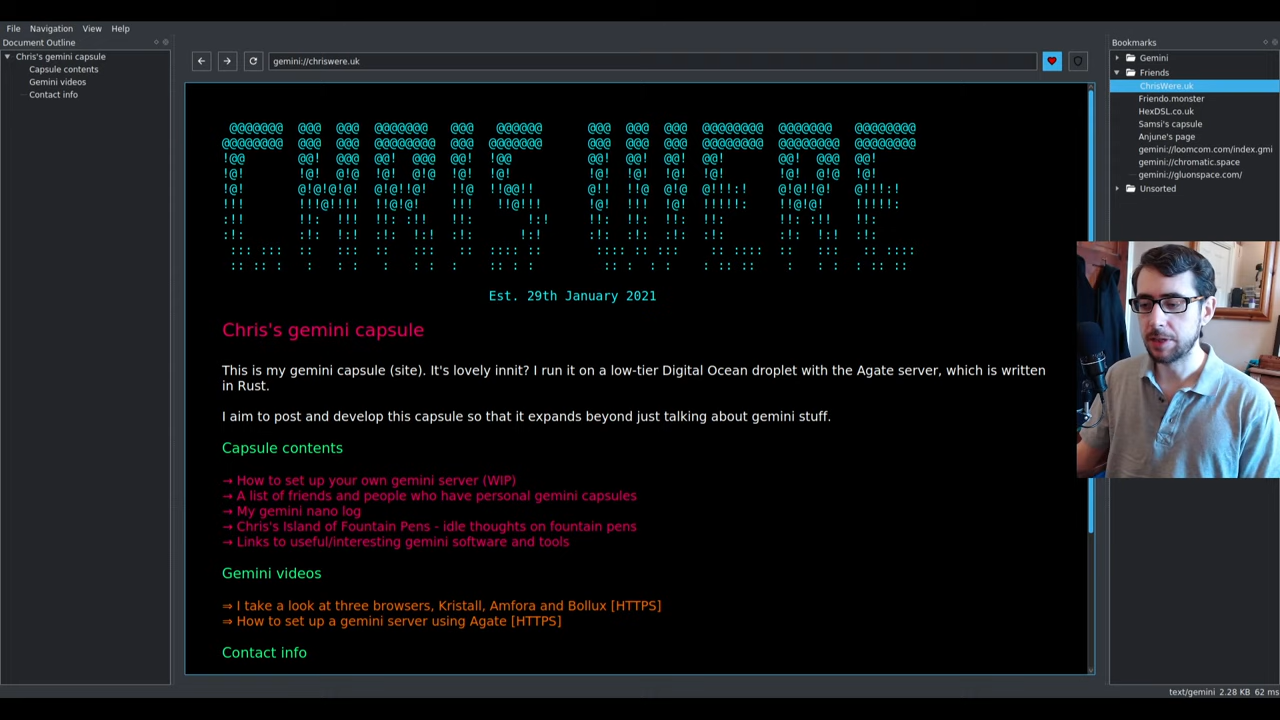 File Navigation View Help
Document Outline
Chris's gemini capsule
Capsule contents
Gemini videos
Contact info
gemini://chriswere.uk
CHRIS WERE
Est. 29th January 2021
Chris's gemini capsule
This is my gemini capsule (site). It's lovely innit? I run it on a low-tier Digital Ocean droplet with the Agate server, which is written
in Rust.
I aim to post and develop this capsule so that it expands beyond just talking about gemini stuff.
Capsule contents
→ How to set up your own gemini server (WIP)
→ A list of friends and people who have personal gemini capsules
→ My gemini nano log
→ Chris's Island of Fountain Pens - idle thoughts on fountain pens
→ Links to useful/interesting gemini software and tools
Gemini videos
⇒ I take a look at three browsers, Kristall, Amfora and Bollux [HTTPS]
⇒ How to set up a gemini server using Agate [HTTPS]
Contact info
Bookmarks
Gemini
Friends
ChrisWere.uk
Friendo.monster
HexDSL.co.uk
Samsi's capsule
Anjune's page
gemini://loomcom.com/index.gmi
gemini://chromatic.space
gemini://gluonspace.com/
Unsorted
text/gemini 2.28 KB 62 ms